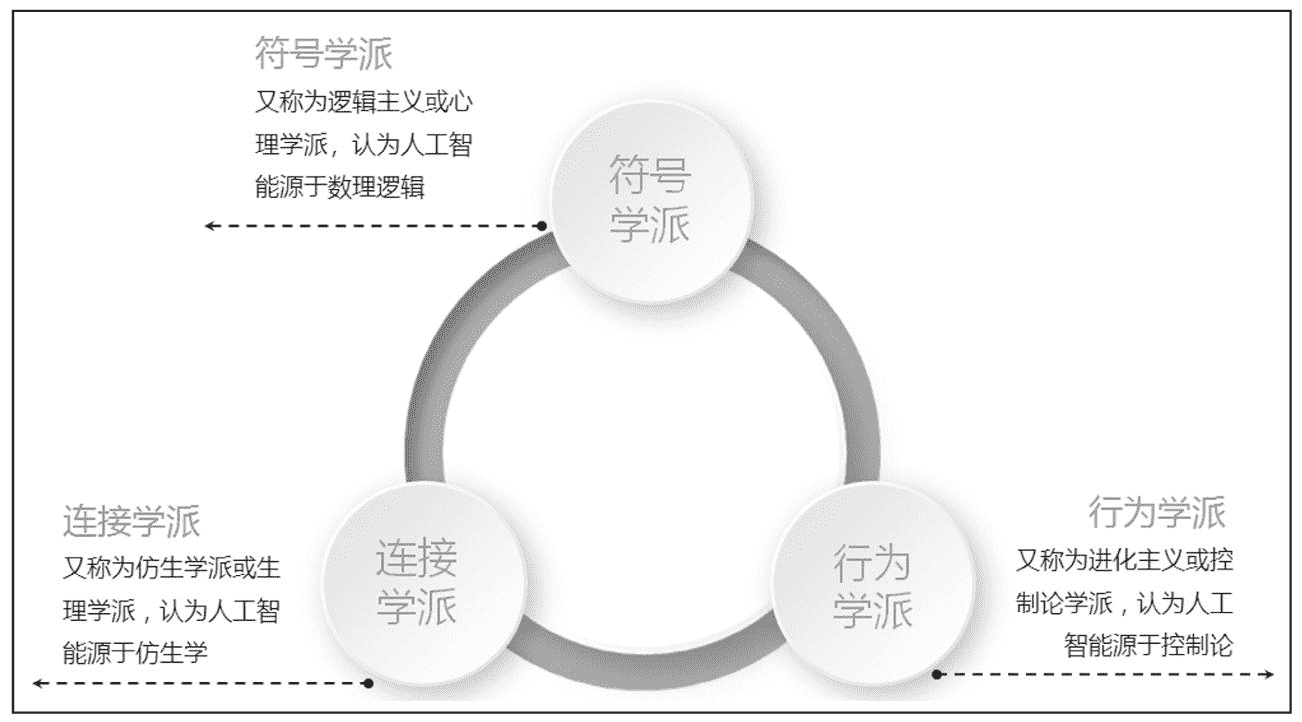 符号学派
又称为逻辑主义或心
理学派，认为人工智
能源于数理逻辑
符号
学派
连接学派
又称为仿生学派或生
理学派，认为人工智
能源于仿生学
连接
学派
行为
学派
行为学派
又称为进化主义或控
制论学派，认为人工
智能源于控制论